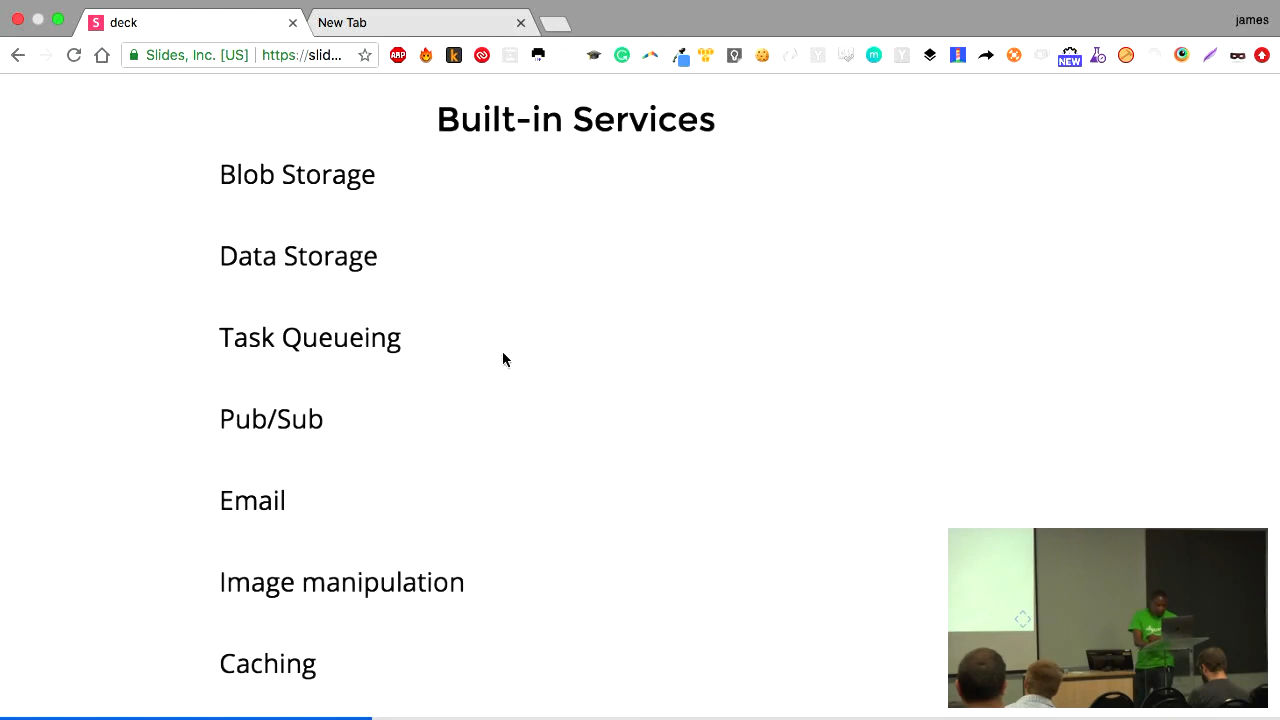 deck
New Tab
james
Slides, Inc. [US]
https://slid...
NEW
Built-in Services
Blob Storage
Data Storage
Task Queueing
Pub/Sub
Email
Image manipulation
Caching